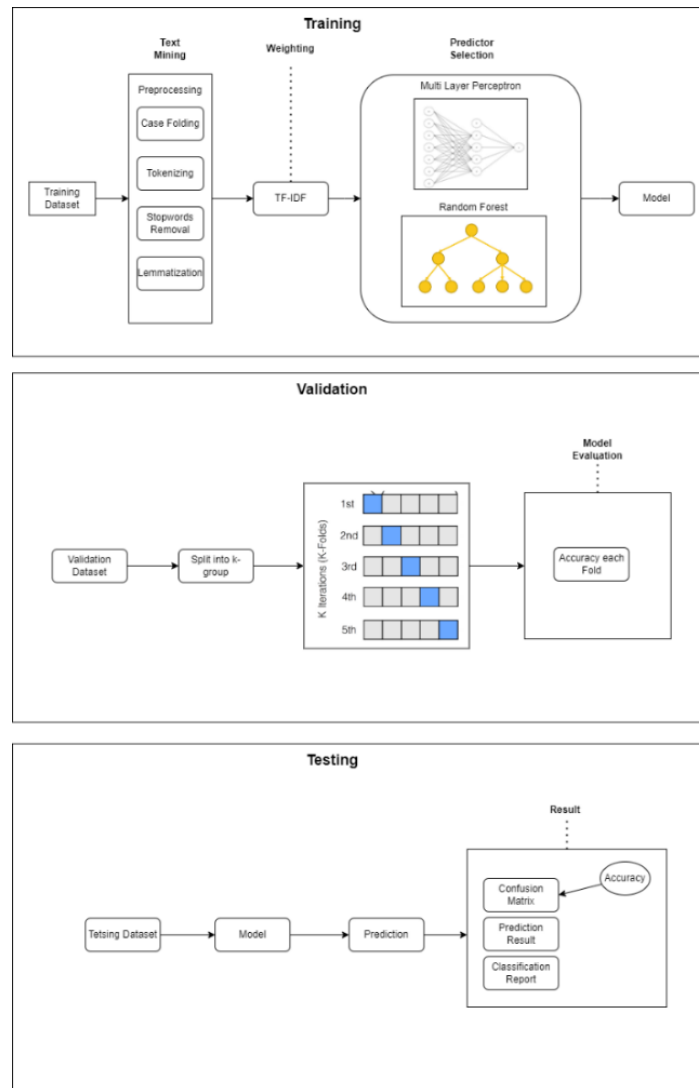 Training
Text
Mining
Weighting
Predictor
Selection
Preprocessing
Case Folding
Tokenizing
Stopwords
Removal
Lemmatization
Training
Dataset
TF-IDF
Multi Layer Perceptron
Random Forest
Model
Validation
Model
Evaluation
Validation
Dataset
Split into k-
group
K Iterations (K-Folds)
1st
2nd
3rd
4th
5th
Accuracy each
Fold
Testing
Result
Tetsing Dataset
Model
Prediction
Confusion
Matrix
Accuracy
Prediction
Result
Classification
Report